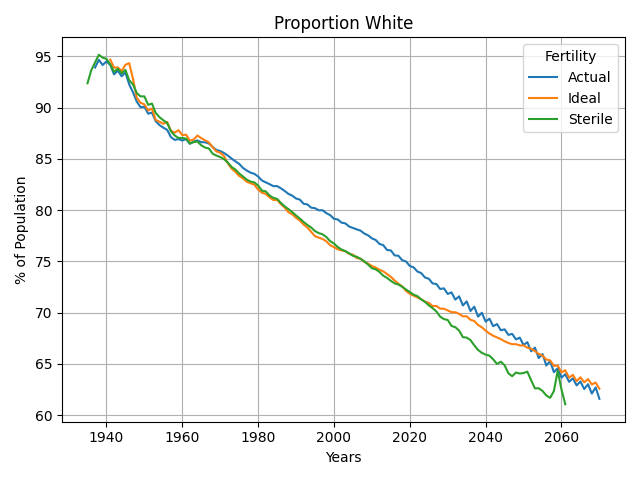 Proportion White
Fertility
Actual
Ideal
Sterile
% of Population
95
90
85
80
75
70
65
60
1940 1960 1980 2000 2020 2040 2060
Years